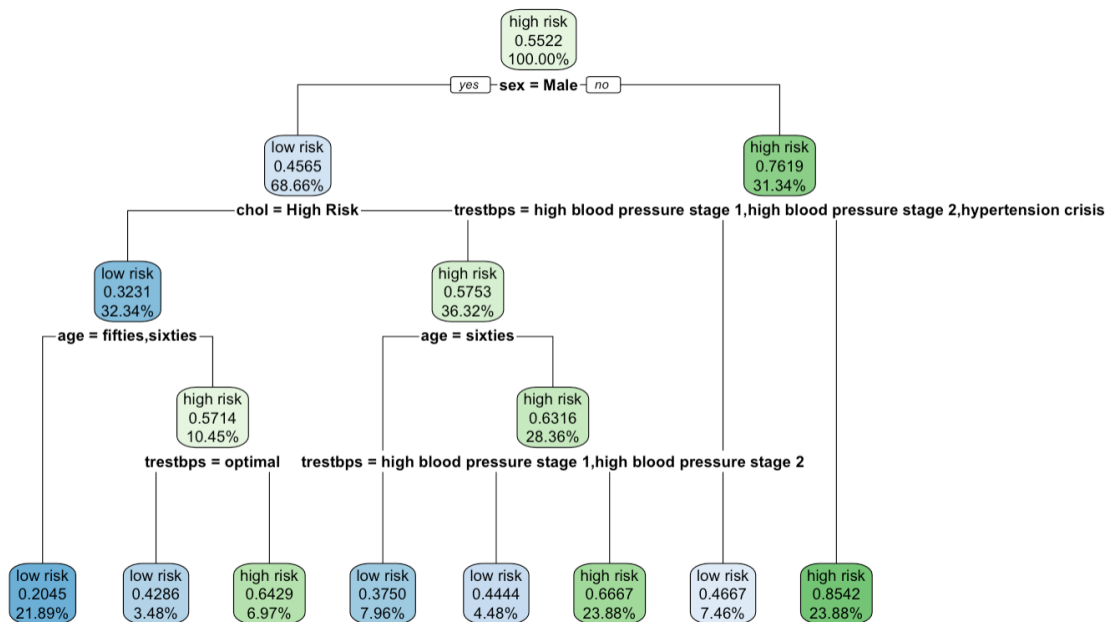 high risk
0.5522
100.00%
yes sex = Male no
low risk
0.4565
68.66%
high risk
0.7619
31.34%
chol = High Risk
trestbps = high blood pressure stage 1,high blood pressure stage 2,hypertension crisis
low risk
0.3231
32.34%
high risk
0.5753
36.32%
age = fifties,sixties
age = sixties
high risk
0.5714
10.45%
high risk
0.6316
28.36%
trestbps = optimal
trestbps = high blood pressure stage 1,high blood pressure stage 2
low risk
0.2045
21.89%
low risk
0.4286
3.48%
high risk
0.6429
6.97%
low risk
0.3750
7.96%
low risk
0.4444
4.48%
high risk
0.6667
23.88%
low risk
0.4667
7.46%
high risk
0.8542
23.88%